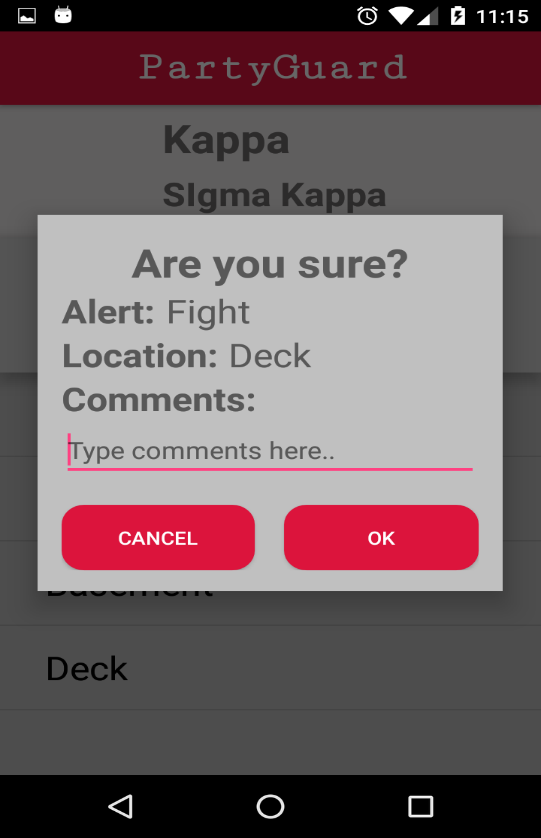 11:15
PartyGuard
Kappa
SIgma Kappa
Are you sure?
Alert: Fight
Location: Deck
Comments:
Type comments here..
CANCEL OK
Basement
Deck